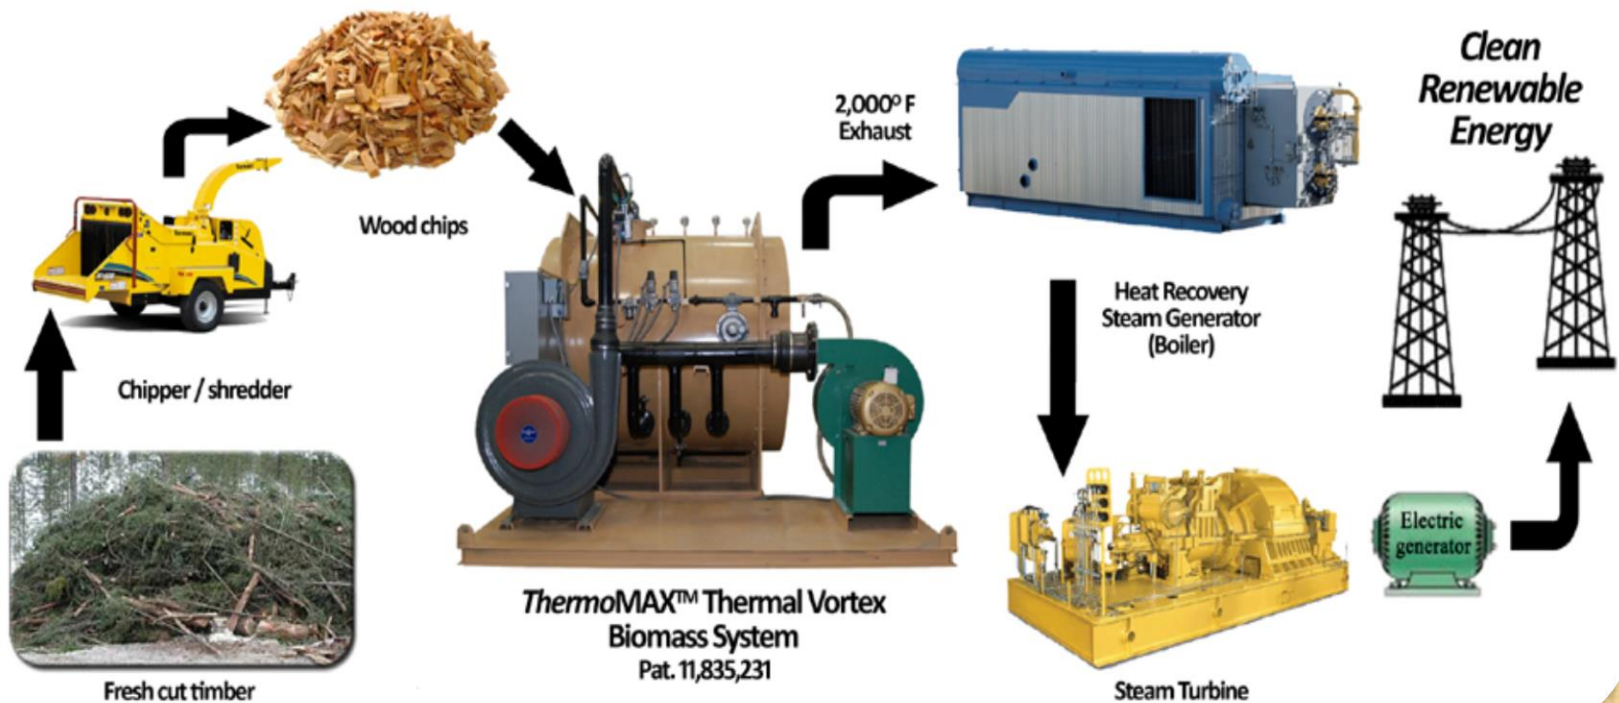 Fresh cut timber
Chipper / shredder
Wood chips
ThermoMAX™ Thermal Vortex
Biomass System
Pat. 11,835,231
2,000º F
Exhaust
Heat Recovery
Steam Generator
(Boiler)
Steam Turbine
Electric
generator
Clean
Renewable
Energy